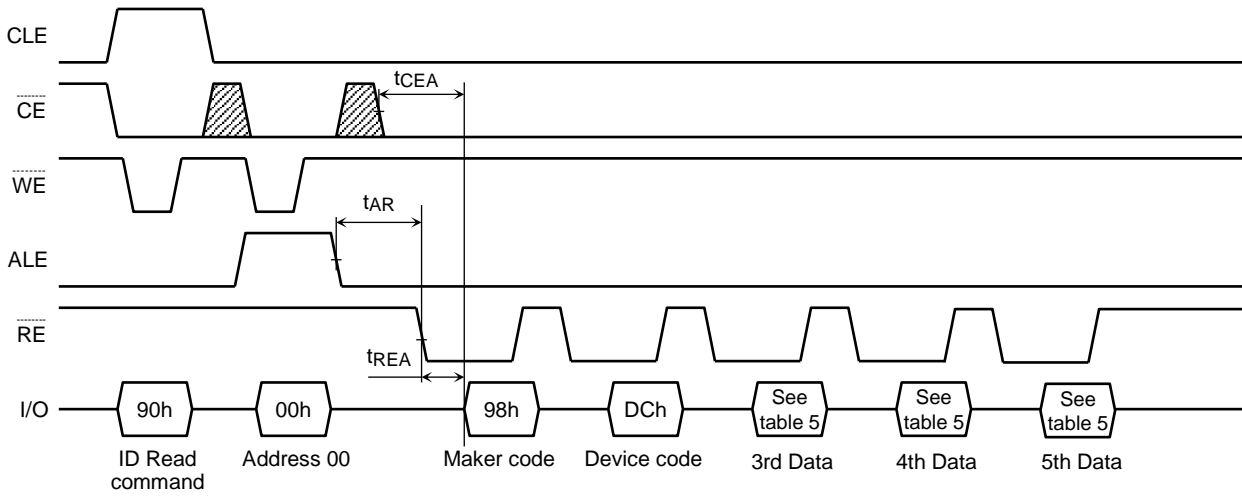 CLE
tCEA
CE
WE
tAR
ALE
RE
tREA
I/O 90h 00h 98h DCh See table 5 See table 5 See table 5
ID Read command Address 00 Maker code Device code 3rd Data 4th Data 5th Data